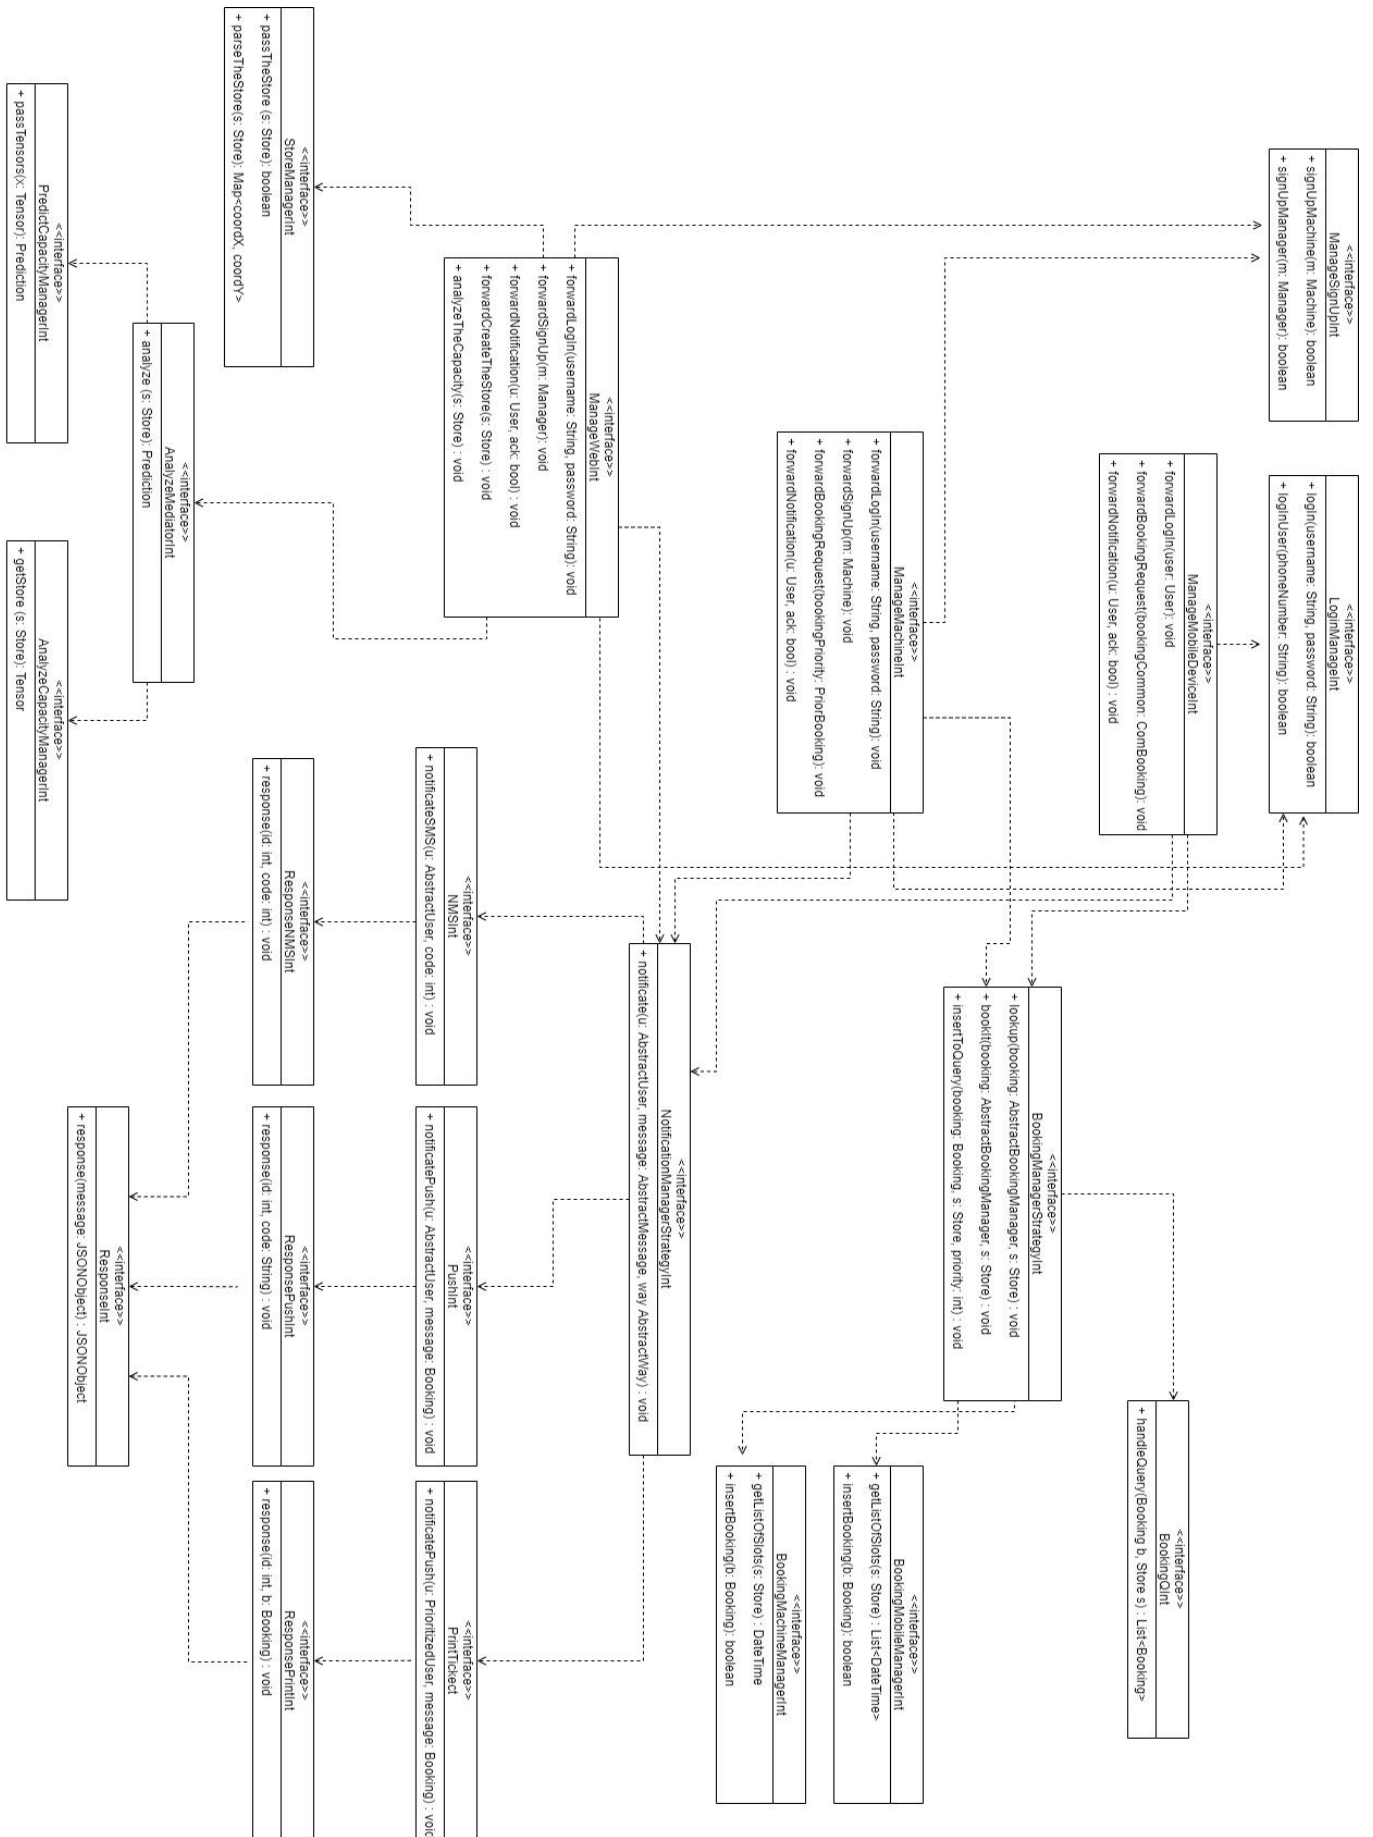 <<interface>>
ManageSignUpInt
+ signUpMachine(m: Machine): boolean
+ signUpManager(m: Manager): boolean
<<interface>>
LoginManageInt
+ logIn(username: String, password: String): boolean
+ logInUser(phoneNumber: String): boolean
<<interface>>
ManageMobileDeviceInt
+ forwardLogIn(user: User): void
+ forwardBookingRequest(bookingCommon: ComBooking): void
+ forwardNotification(u: User, ack: bool) : void
<<interface>>
BookingQInt
+ handleQuery(Booking b, Store s) : List<Booking>
<<interface>>
ManageMachineInt
+ forwardLogIn(username: String, password: String): void
+ forwardSignUp(m: Machine): void
+ forwardBookingRequest(bookingPriority: PriorBooking): void
+ forwardNotification(u: User, ack: bool) : void
<<interface>>
BookingManagerStrategyInt
+ lookup(booking: AbstractBookingManager, s: Store) : void
+ bookIt(booking: AbstractBookingManager, s: Store) : void
+ insertToQuery(booking: Booking, s: Store, priority: int) : void
<<interface>>
BookingMobileManagerInt
+ getListOfSlots(s: Store) : List<DateTime>
+ insertBooking(b: Booking): boolean
<<interface>>
BookingMachineManagerInt
+ getListOfSlots(s: Store) : DateTime
+ insertBooking(b: Booking): boolean
<<interface>>
ManageWebInt
+ forwardLogIn(username: String, password: String): void
+ forwardSignUp(m: Manager): void
+ forwardNotification(u: User, ack: bool) : void
+ forwardCreateTheStore(s: Store) : void
+ analyzeTheCapacity(s: Store) : void
<<interface>>
NotificationManagerStrategyInt
+ notificate(u: AbstractUser, message: AbstractMessage, way AbstractWay) : void
<<interface>>
StoreManagerInt
+ passTheStore (s: Store): boolean
+ parseTheStore(s: Store): Map<coordX, coordY>
<<interface>>
NMSInt
+ notificateSMS(u: AbstractUser, code: int) : void
<<interface>>
PushInt
+ notificatePush(u: AbstractUser, message: Booking) : void
<<interface>>
PrintTickect
+ notificatePush(u: PrioritizedUser, message: Booking) : void
<<interface>>
ResponseNMSInt
+ response(id: int, code: int) : void
<<interface>>
ResponsePushInt
+ response(id: int, code: String) : void
<<interface>>
ResponsePrintInt
+ response(id: int, b: Booking) : void
<<interface>>
AnalyzeMediatorInt
+ analyze (s: Store): Prediction
<<interface>>
ResponseInt
+ response(message: JSONObject) : JSONObject
<<interface>>
PredictCapacityManagerInt
+ passTensors(x: Tensor): Prediction
<<interface>>
AnalyzeCapacityManagerInt
+ getStore (s: Store): Tensor